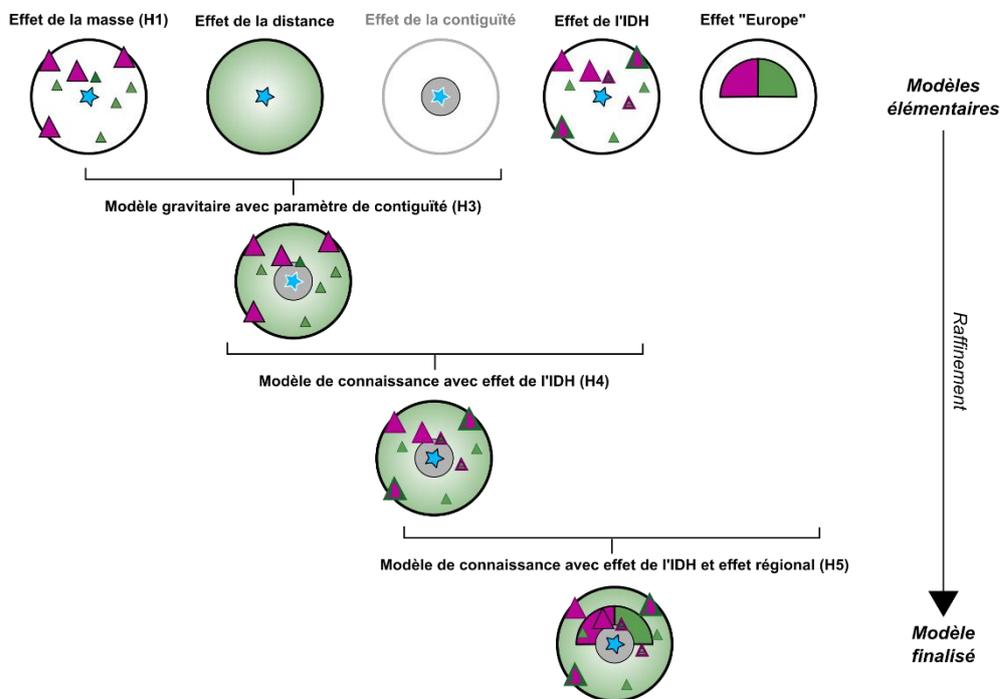 Effet de la masse (H1)
Effet de la distance
Effet de la contiguïté
Effet de l'IDH
Effet "Europe"
Modèles
élémentaires
Modèle gravitaire avec paramètre de contiguïté (H3)
Modèle de connaissance avec effet de l'IDH (H4)
Raffinement
Modèle de connaissance avec effet de l'IDH et effet régional (H5)
Modèle
finalisé